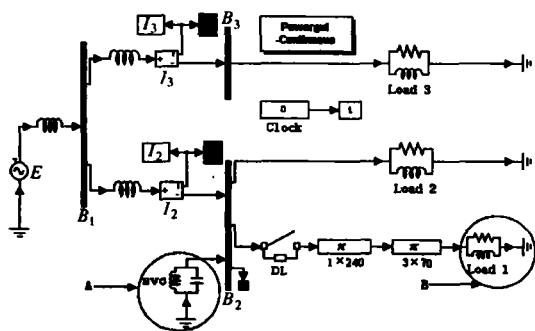 I3
B3
Powergui
-Continuous
I3
Load 3
0
t
Clock
E
I2
B1
I2
Load 2
DL
π
1×240
π
3×70
Load 1
SVC
A
B2
B